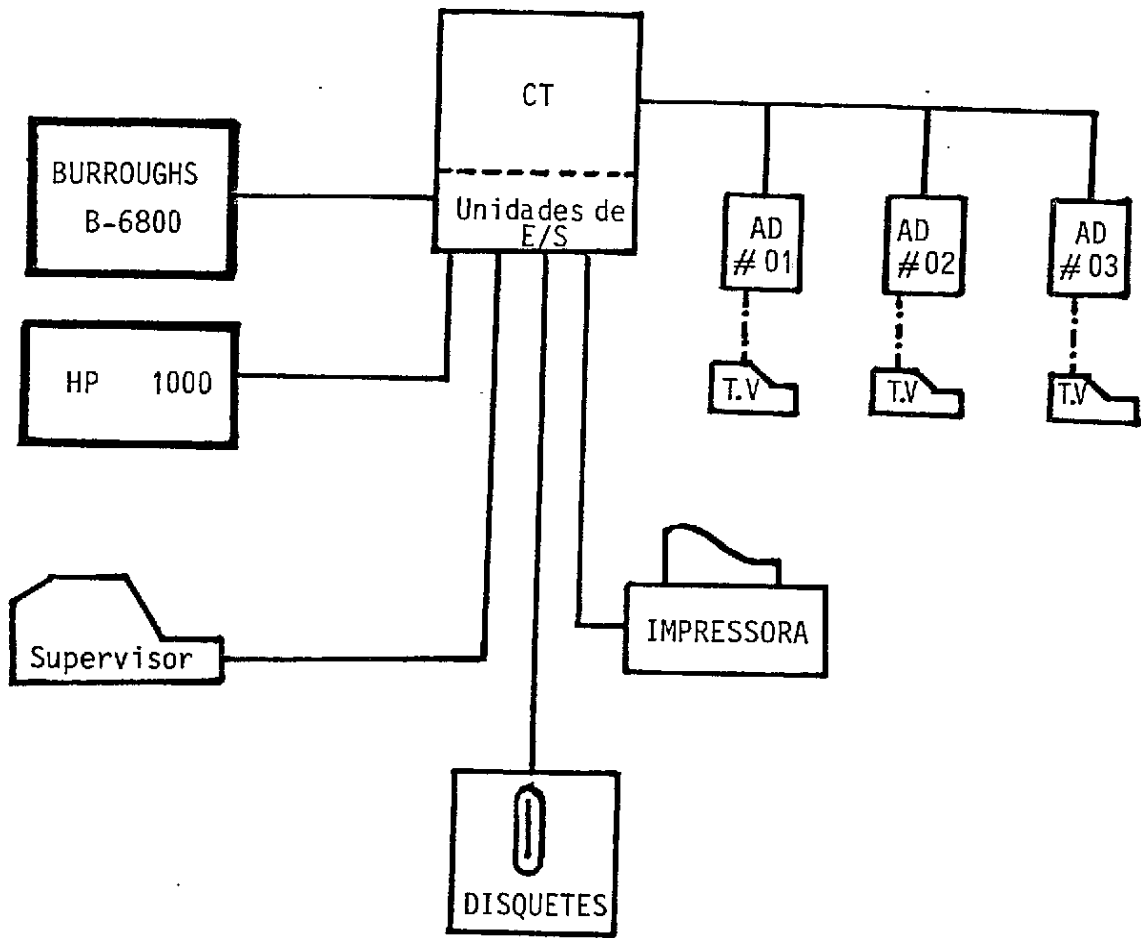 CT
Unidades de
E/S
BURROUGHS
B-6800
HP 1000
AD
#01
AD
#02
AD
#03
T.V
T.V
T.V
Supervisor
IMPRESSORA
DISQUETES